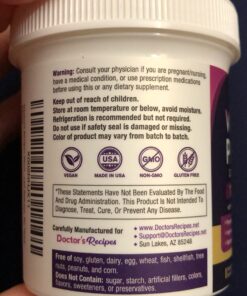 Warning: Consult your physician if you are pregnant/nursing,
have a medical condition, or use prescription medications
before using this or any dietary supplement.
Keep out of reach of children.
Store at room temperature or below, avoid moisture.
Refrigeration is recommended but not required.
Do not use if safety seal is damaged or missing.
Color of product may vary from batch to batch.
VEGAN
USA
MADE IN USA
GMO
NON-GMO
GLUTEN FREE
*These Statements Have Not Been Evaluated By The Food
And Drug Administration. This Product Is Not Intended To
Diagnose, Treat, Cure, Or Prevent Any Disease.
Carefully Manufactured for
Doctor's Recipes
www.DoctorsRecipes.net
Support@DoctorsRecipes.net
Sun Lakes, AZ 85248
Free of soy, gluten, dairy, egg, wheat, fish, shellfish, tree
nuts, peanuts, and corn.
Does Not Contain: sugar, starch, artificial fillers, colors,
flavors, sweeteners, or preservatives.